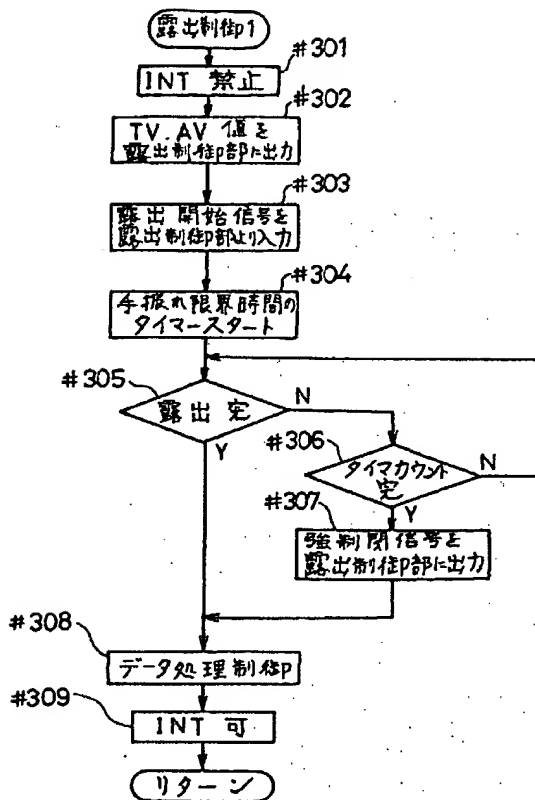 露出制御1
#301
INT 禁止
#302
TV.AV 値を
露出制御部に出力
#303
露出開始信号を
露出制御部より入力
#304
手振れ限界時間の
タイマースタート
#305
露出完
N
Y
#306
タイマカウント
完
N
Y
#307
強制閉信号を
露出制御部に出力
#308
データ処理制御
#309
INT 可
リターン